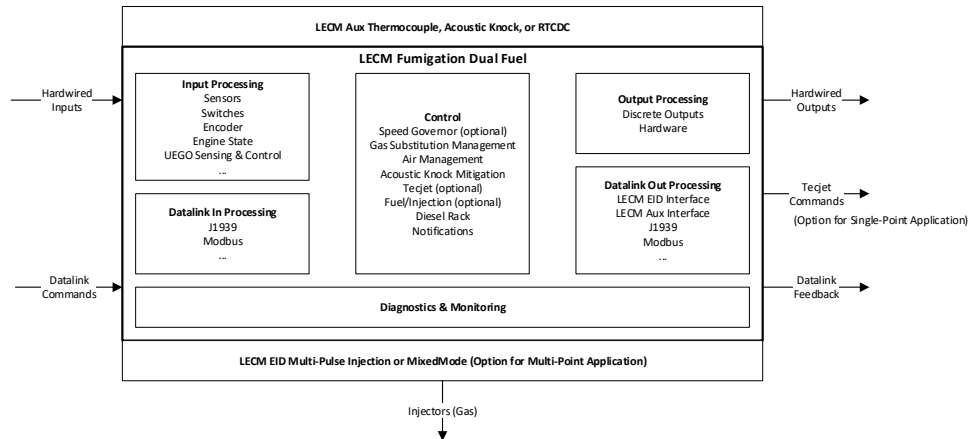 LECM Aux Thermocouple, Acoustic Knock, or RTCDC
LECM Fumigation Dual Fuel
Hardwired
Inputs
Input Processing
Sensors
Switches
Encoder
Engine State
UEGO Sensing & Control
...
Datalink In Processing
J1939
Modbus
...
Datalink
Commands
Control
Speed Governor (optional)
Gas Substitution Management
Air Management
Acoustic Knock Mitigation
Tecjet (optional)
Fuel/Injection (optional)
Diesel Rack
Notifications
Output Processing
Discrete Outputs
Hardware
Datalink Out Processing
LECM EID Interface
LECM Aux Interface
J1939
Modbus
...
Hardwired
Outputs
Tecjet
Commands
(Option for Single-Point Application)
Datalink
Feedback
Diagnostics & Monitoring
LECM EID Multi-Pulse Injection or MixedMode (Option for Multi-Point Application)
Injectors (Gas)